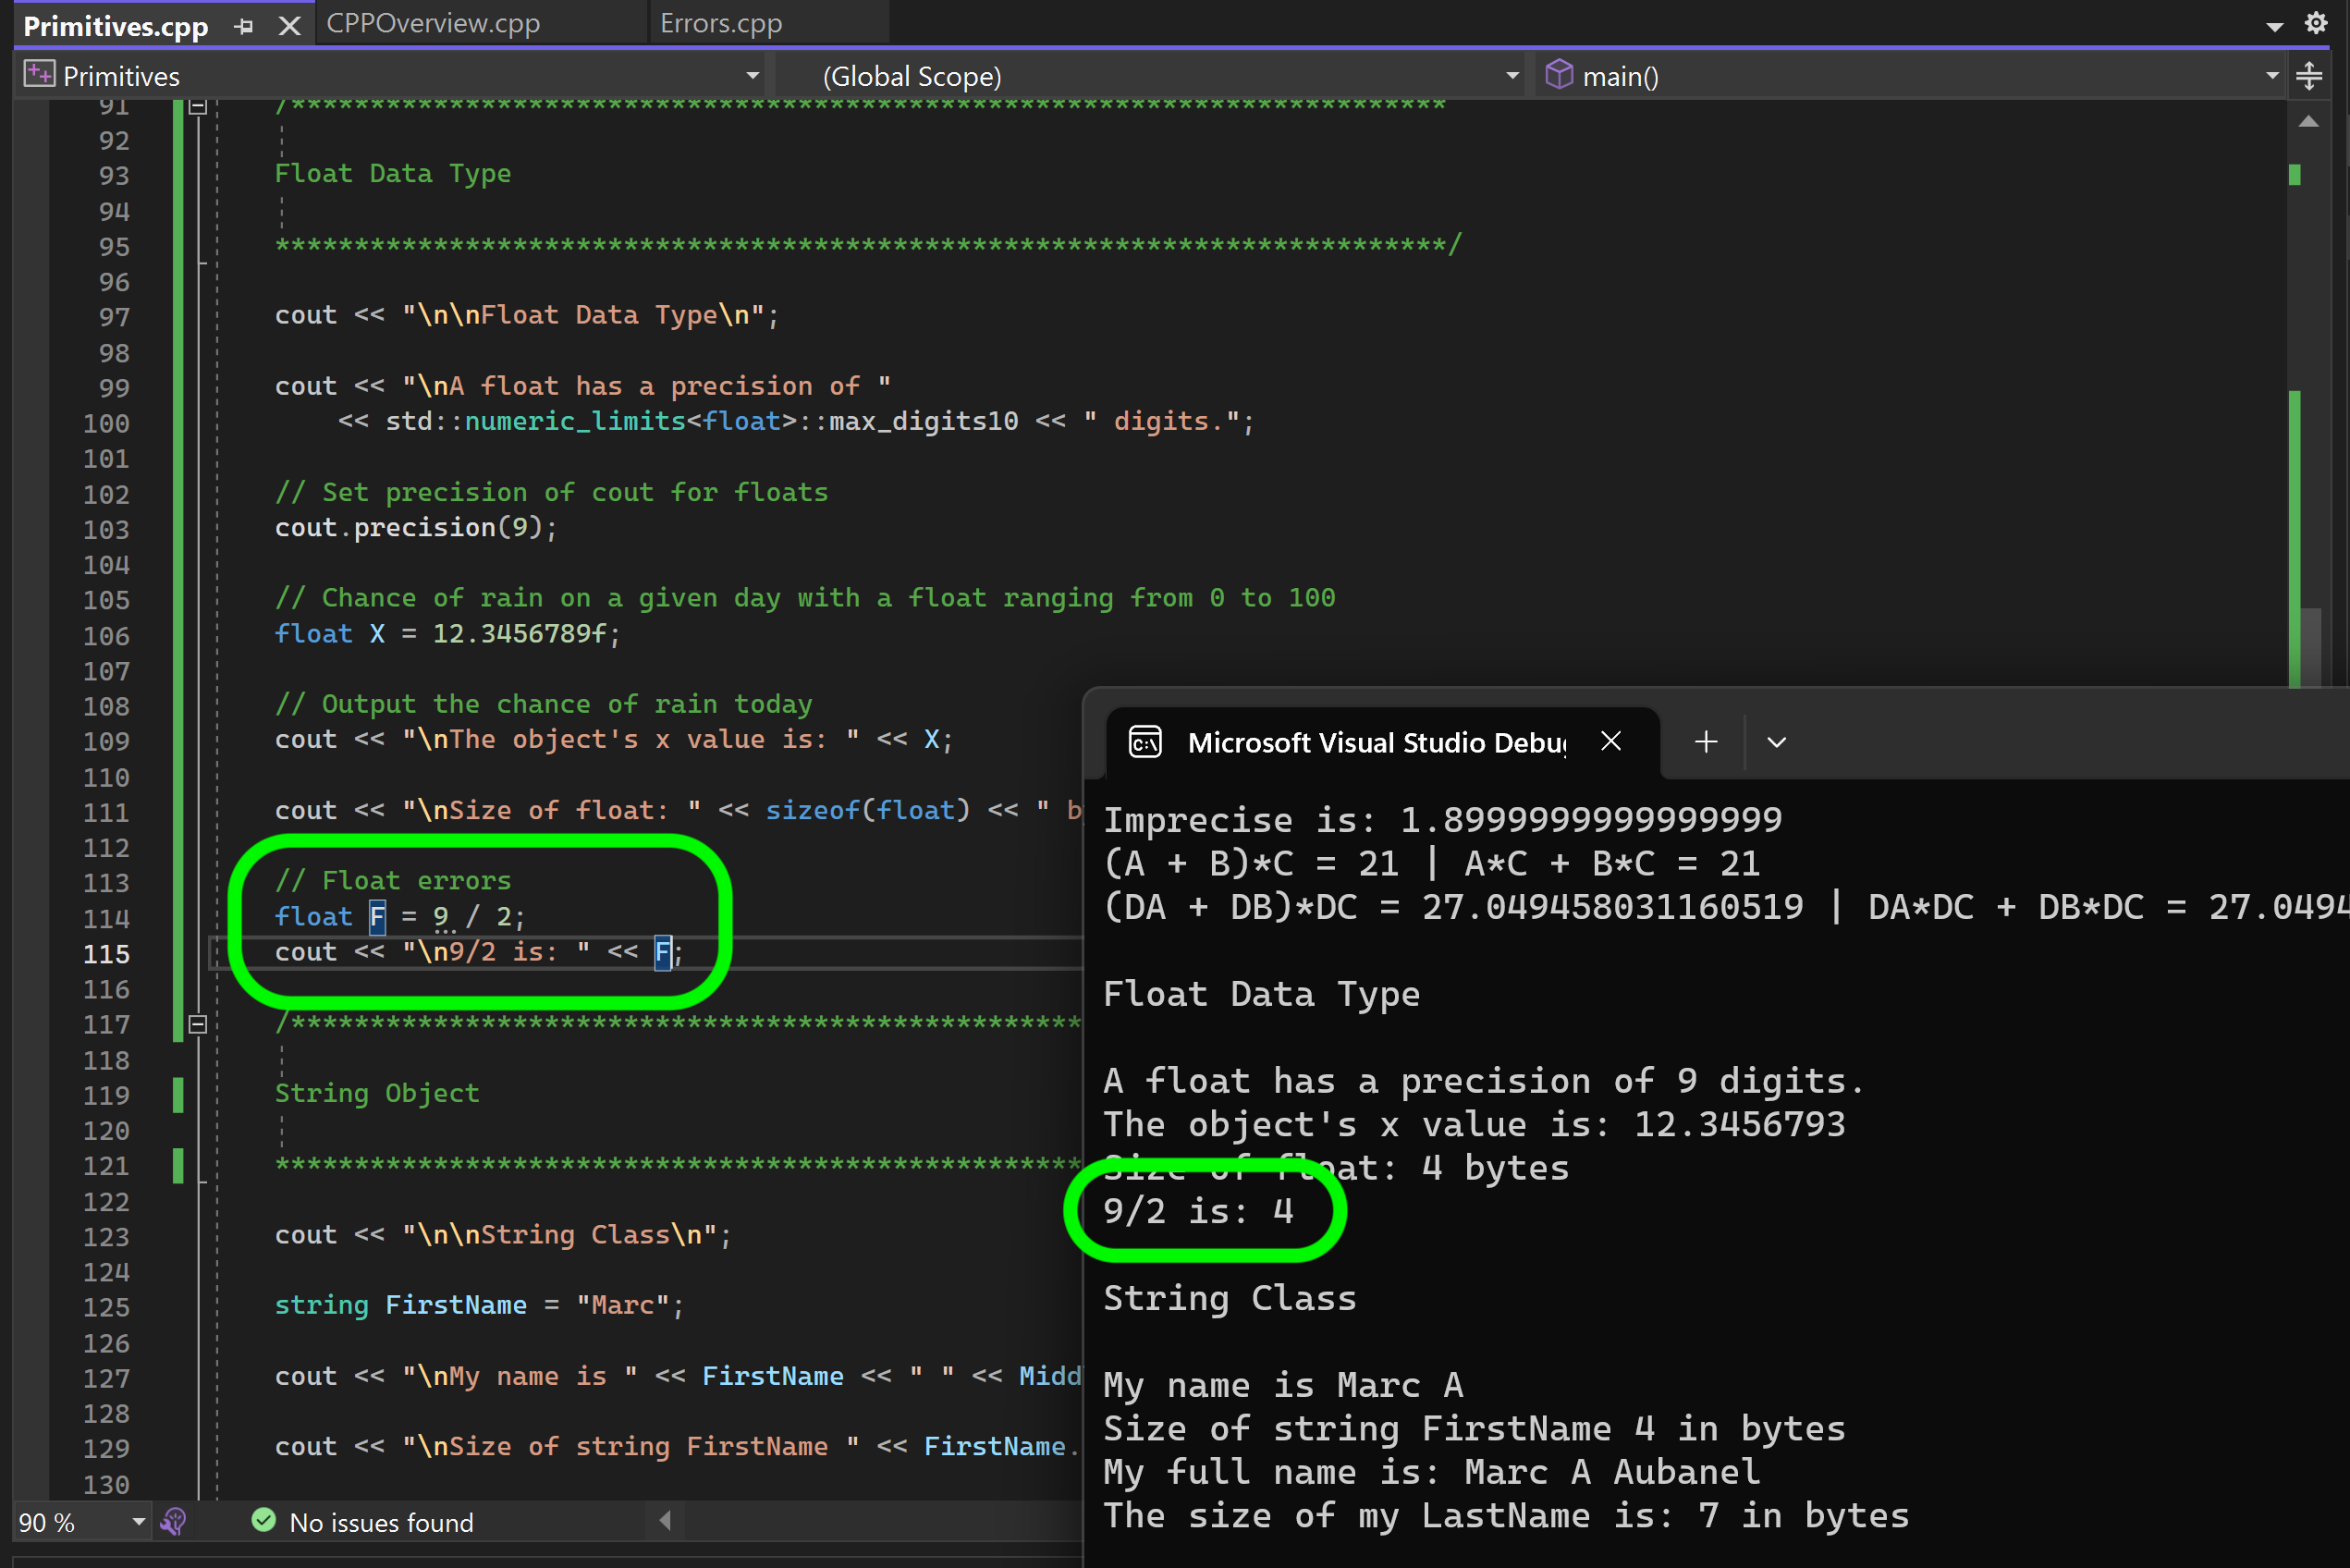 Primitives.cpp CPPOverview.cpp Errors.cpp
Primitives (Global Scope) main()
91 /*************************************************************************
92
93 Float Data Type
94
95 **************************************************************************/
96
97 cout << "\n\nFloat Data Type\n";
98
99 cout << "\nA float has a precision of "
100 << std::numeric_limits<float>::max_digits10 << " digits.";
101
102 // Set precision of cout for floats
103 cout.precision(9);
104
105 // Chance of rain on a given day with a float ranging from 0 to 100
106 float X = 12.3456789f;
107
108 // Output the chance of rain today
109 cout << "\nThe object's x value is: " << X;
110
111 cout << "\nSize of float: " << sizeof(float) << " b
112
113 // Float errors
114 float F = 9 / 2;
115 cout << "\n9/2 is: " << F;
116
117 /**************************************************
118
119 String Object
120
121 ***************************************************
122
123 cout << "\n\nString Class\n";
124
125 string FirstName = "Marc";
126
127 cout << "\nMy name is " << FirstName << " " << Midd
128
129 cout << "\nSize of string FirstName " << FirstName.
130
90 % No issues found
Microsoft Visual Studio Debug
Imprecise is: 1.8999999999999999
(A + B)*C = 21 | A*C + B*C = 21
(DA + DB)*DC = 27.049458031160519 | DA*DC + DB*DC = 27.0494
Float Data Type
A float has a precision of 9 digits.
The object's x value is: 12.3456793
Size of float: 4 bytes
9/2 is: 4
String Class
My name is Marc A
Size of string FirstName 4 in bytes
My full name is: Marc A Aubanel
The size of my LastName is: 7 in bytes